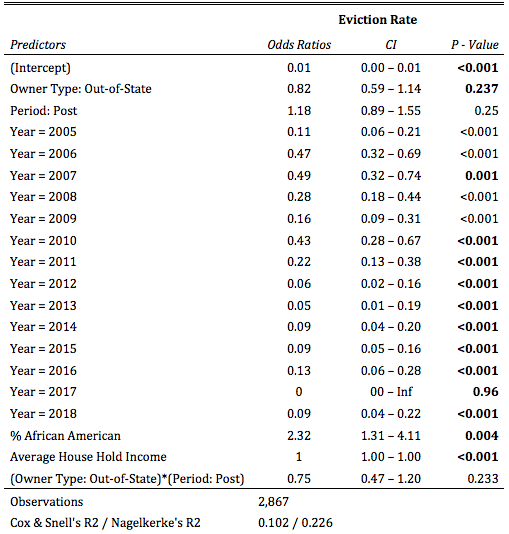 Eviction Rate
Predictors Odds Ratios CI P - Value
(Intercept) 0.01 0.00 – 0.01 <0.001
Owner Type: Out-of-State 0.82 0.59 – 1.14 0.237
Period: Post 1.18 0.89 – 1.55 0.25
Year = 2005 0.11 0.06 – 0.21 <0.001
Year = 2006 0.47 0.32 – 0.69 <0.001
Year = 2007 0.49 0.32 – 0.74 0.001
Year = 2008 0.28 0.18 – 0.44 <0.001
Year = 2009 0.16 0.09 – 0.31 <0.001
Year = 2010 0.43 0.28 – 0.67 <0.001
Year = 2011 0.22 0.13 – 0.38 <0.001
Year = 2012 0.06 0.02 – 0.16 <0.001
Year = 2013 0.05 0.01 – 0.19 <0.001
Year = 2014 0.09 0.04 – 0.20 <0.001
Year = 2015 0.09 0.05 – 0.16 <0.001
Year = 2016 0.13 0.06 – 0.28 <0.001
Year = 2017 0 00 – Inf 0.96
Year = 2018 0.09 0.04 – 0.22 <0.001
% African American 2.32 1.31 – 4.11 0.004
Average House Hold Income 1 1.00 – 1.00 <0.001
(Owner Type: Out-of-State)*(Period: Post) 0.75 0.47 – 1.20 0.233
Observations 2,867
Cox & Snell's R2 / Nagelkerke's R2 0.102 / 0.226